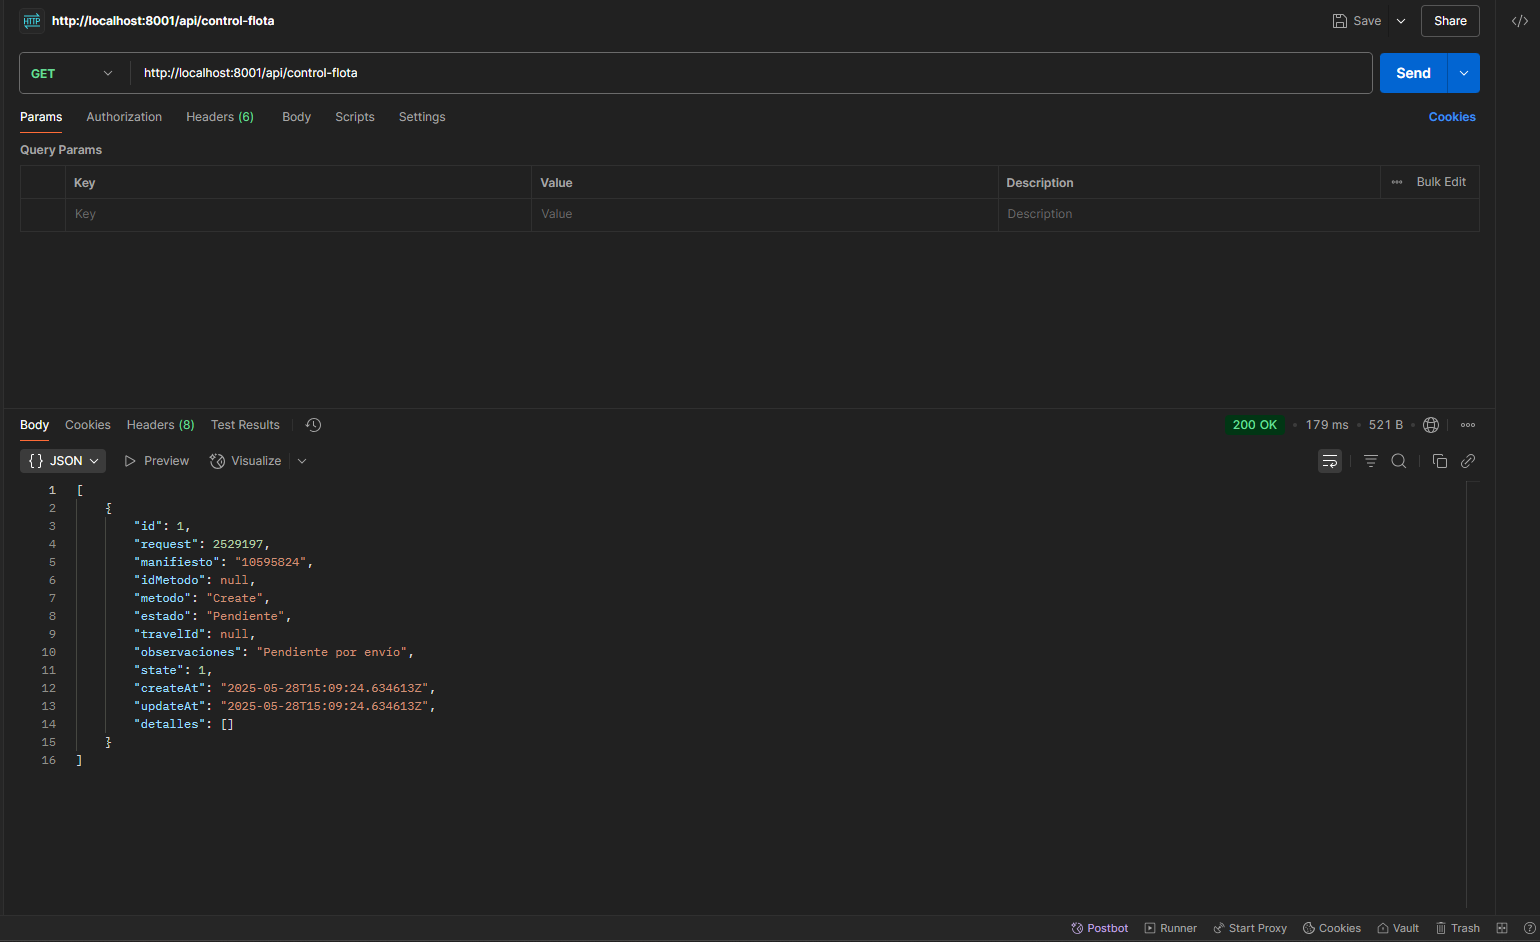 HTTP http://localhost:8001/api/control-flota Save Share
GET http://localhost:8001/api/control-flota Send
Params Authorization Headers (6) Body Scripts Settings Cookies
Query Params
Key Value Description Bulk Edit
Key Value Description
Body Cookies Headers (8) Test Results 200 OK 179 ms 521 B
{ } JSON Preview Visualize
1 [
2 {
3 "id": 1,
4 "request": 2529197,
5 "manifiesto": "10595824",
6 "idMetodo": null,
7 "metodo": "Create",
8 "estado": "Pendiente",
9 "travelId": null,
10 "observaciones": "Pendiente por envío",
11 "state": 1,
12 "createAt": "2025-05-28T15:09:24.634613Z",
13 "updateAt": "2025-05-28T15:09:24.634613Z",
14 "detalles": []
15 }
16 ]
Postbot Runner Start Proxy Cookies Vault Trash